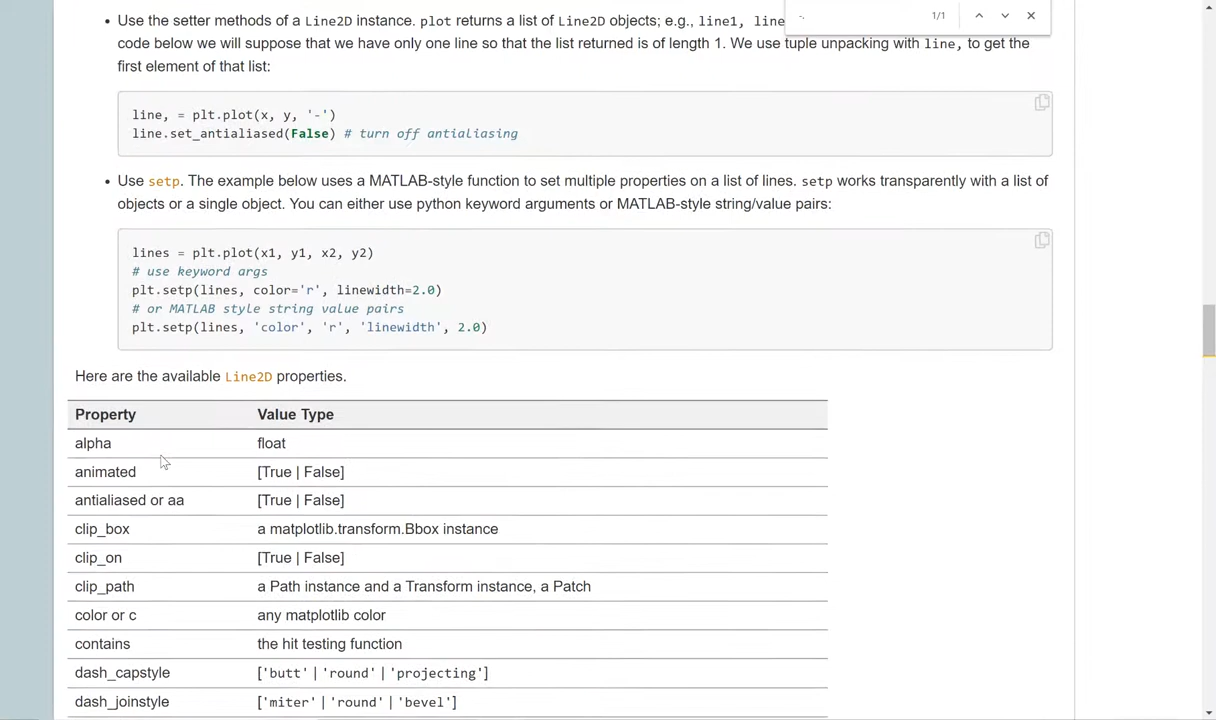 • Use the setter methods of a Line2D instance. plot returns a list of Line2D objects; e.g., line1, line
-.
1/1
code below we will suppose that we have only one line so that the list returned is of length 1. We use tuple unpacking with line, to get the
first element of that list:
line, = plt.plot(x, y, '-')
line.set_antialiased(False) # turn off antialiasing
• Use setp. The example below uses a MATLAB-style function to set multiple properties on a list of lines. setp works transparently with a list of
objects or a single object. You can either use python keyword arguments or MATLAB-style string/value pairs:
lines = plt.plot(x1, y1, x2, y2)
# use keyword args
plt.setp(lines, color='r', linewidth=2.0)
# or MATLAB style string value pairs
plt.setp(lines, 'color', 'r', 'linewidth', 2.0)
Here are the available Line2D properties.
Property Value Type
alpha float
animated [True | False]
antialiased or aa [True | False]
clip_box a matplotlib.transform.Bbox instance
clip_on [True | False]
clip_path a Path instance and a Transform instance, a Patch
color or c any matplotlib color
contains the hit testing function
dash_capstyle ['butt' | 'round' | 'projecting']
dash_joinstyle ['miter' | 'round' | 'bevel']